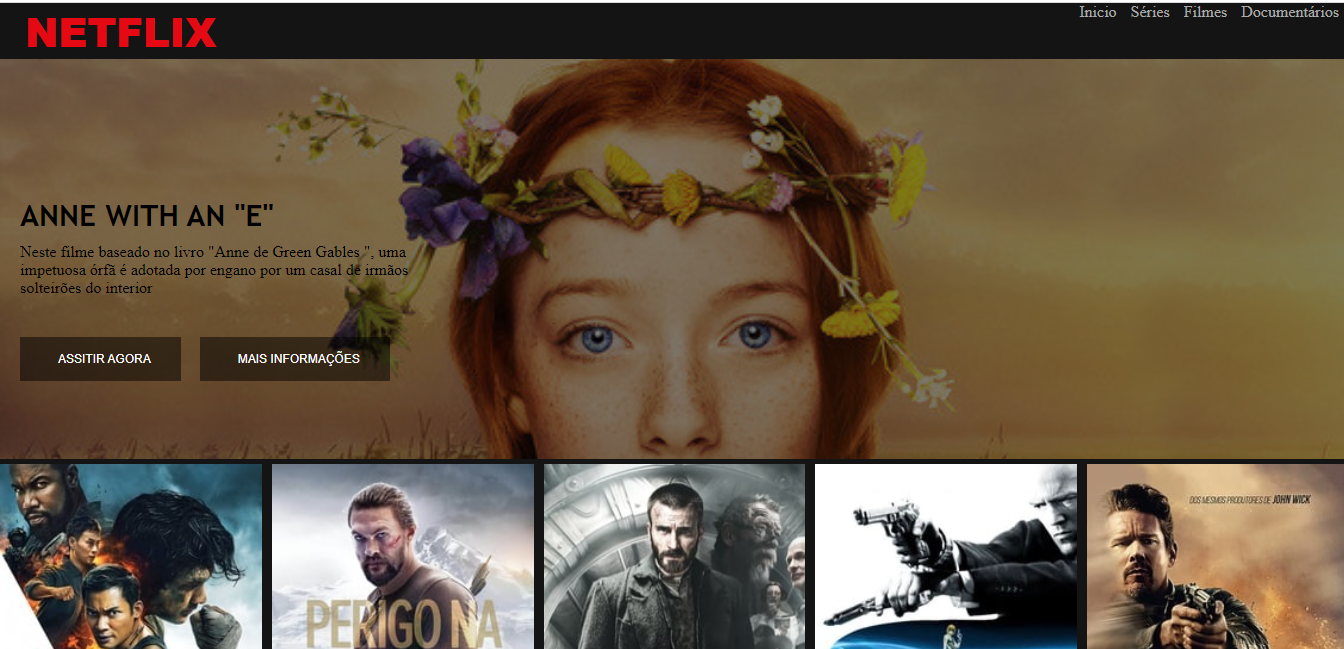 NETFLIX
Inicio Séries Filmes Documentários
ANNE WITH AN "E"
Neste filme baseado no livro "Anne de Green Gables ", uma
impetuosa órfã é adotada por engano por um casal de irmãos
solteirões do interior
ASSITIR AGORA
MAIS INFORMAÇÕES
DOS MESMOS PRODUTORES DE JOHN WICK
PERIGO NA